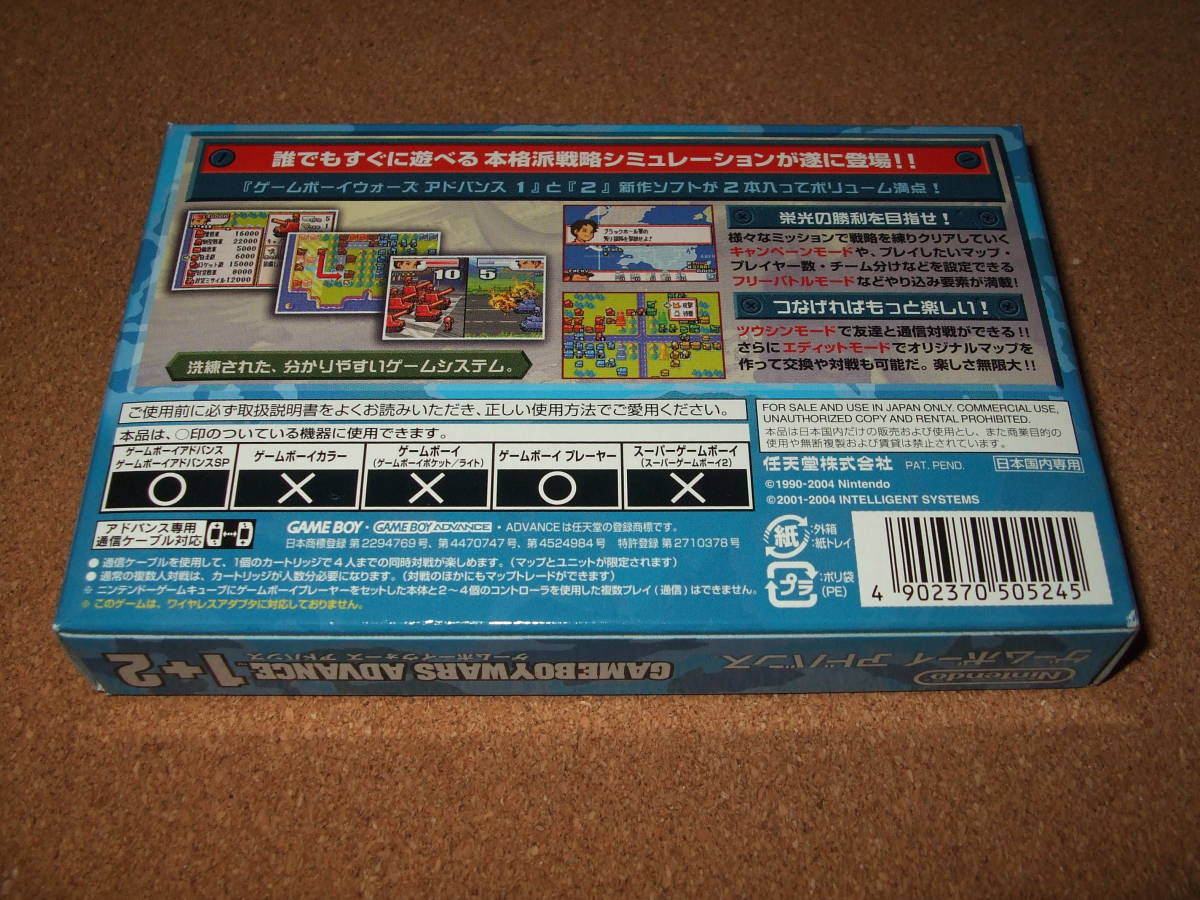 誰でもすぐに遊べる 本格派戦略シミュレーションが遂に登場!!
『ゲームボーイウォーズ アドバンス 1』と『2』新作ソフトが2本入ってボリューム満点!
16000
22000
5000
6000
15000
8000
対空ミサイル12000
10
5
洗練された、分かりやすいゲームシステム。
栄光の勝利を目指せ!
様々なミッションで戦略を練りクリアしていく
キャンペーンモードや、プレイしたいマップ・
プレイヤー数・チーム分けなどを設定できる
フリーバトルモードなどやり込み要素が満載!
つなげればもっと楽しい!
ツウシンモードで友達と通信対戦ができる!!
さらにエディットモードでオリジナルマップを
作って交換や対戦も可能だ。楽しさ無限大!!
ご使用前に必ず取扱説明書をよくお読みいただき、正しい使用方法でご愛用ください。
本品は、○印のついている機器に使用できます。
ゲームボーイアドバンス
ゲームボーイアドバンスSP
○
ゲームボーイカラー
×
ゲームボーイ
(ゲームボーイポケット/ライト)
×
ゲームボーイ プレーヤー
○
スーパーゲームボーイ
(スーパーゲームボーイ2)
×
FOR SALE AND USE IN JAPAN ONLY. COMMERCIAL USE,
UNAUTHORIZED COPY AND RENTAL PROHIBITED.
本品は日本国内だけの販売および使用とし、また商業目的の
使用や無断複製および賃貸は禁止されています。
任天堂株式会社 PAT. PEND. 日本国内専用
©1990-2004 Nintendo
©2001-2004 INTELLIGENT SYSTEMS
アドバンス専用
通信ケーブル対応
GAME BOY・GAME BOY ADVANCE・ADVANCEは任天堂の登録商標です。
日本商標登録 第2294769号、第4470747号、第4524984号 特許登録 第2710378号
● 通信ケーブルを使用して、1個のカートリッジで4人までの同時対戦が楽しめます。(マップとユニットが限定されます)
● 通常の複数人対戦は、カートリッジが人数分必要になります。(対戦のほかにもマップトレードができます)
※ ニンテンドーゲームキューブにゲームボーイプレーヤーをセットした本体と2〜4個のコントローラを使用した複数プレイ(通信)はできません。
※ このゲームは、ワイヤレスアダプタに対応しておりません。
紙
:外箱
:紙トレイ
プラ
:ポリ袋
(PE)
4 902370 505245
Nintendo
ゲームボーイ アドバンス
GAMEBOYWARS ADVANCE 1+2
ゲームボーイウォーズ アドバンス